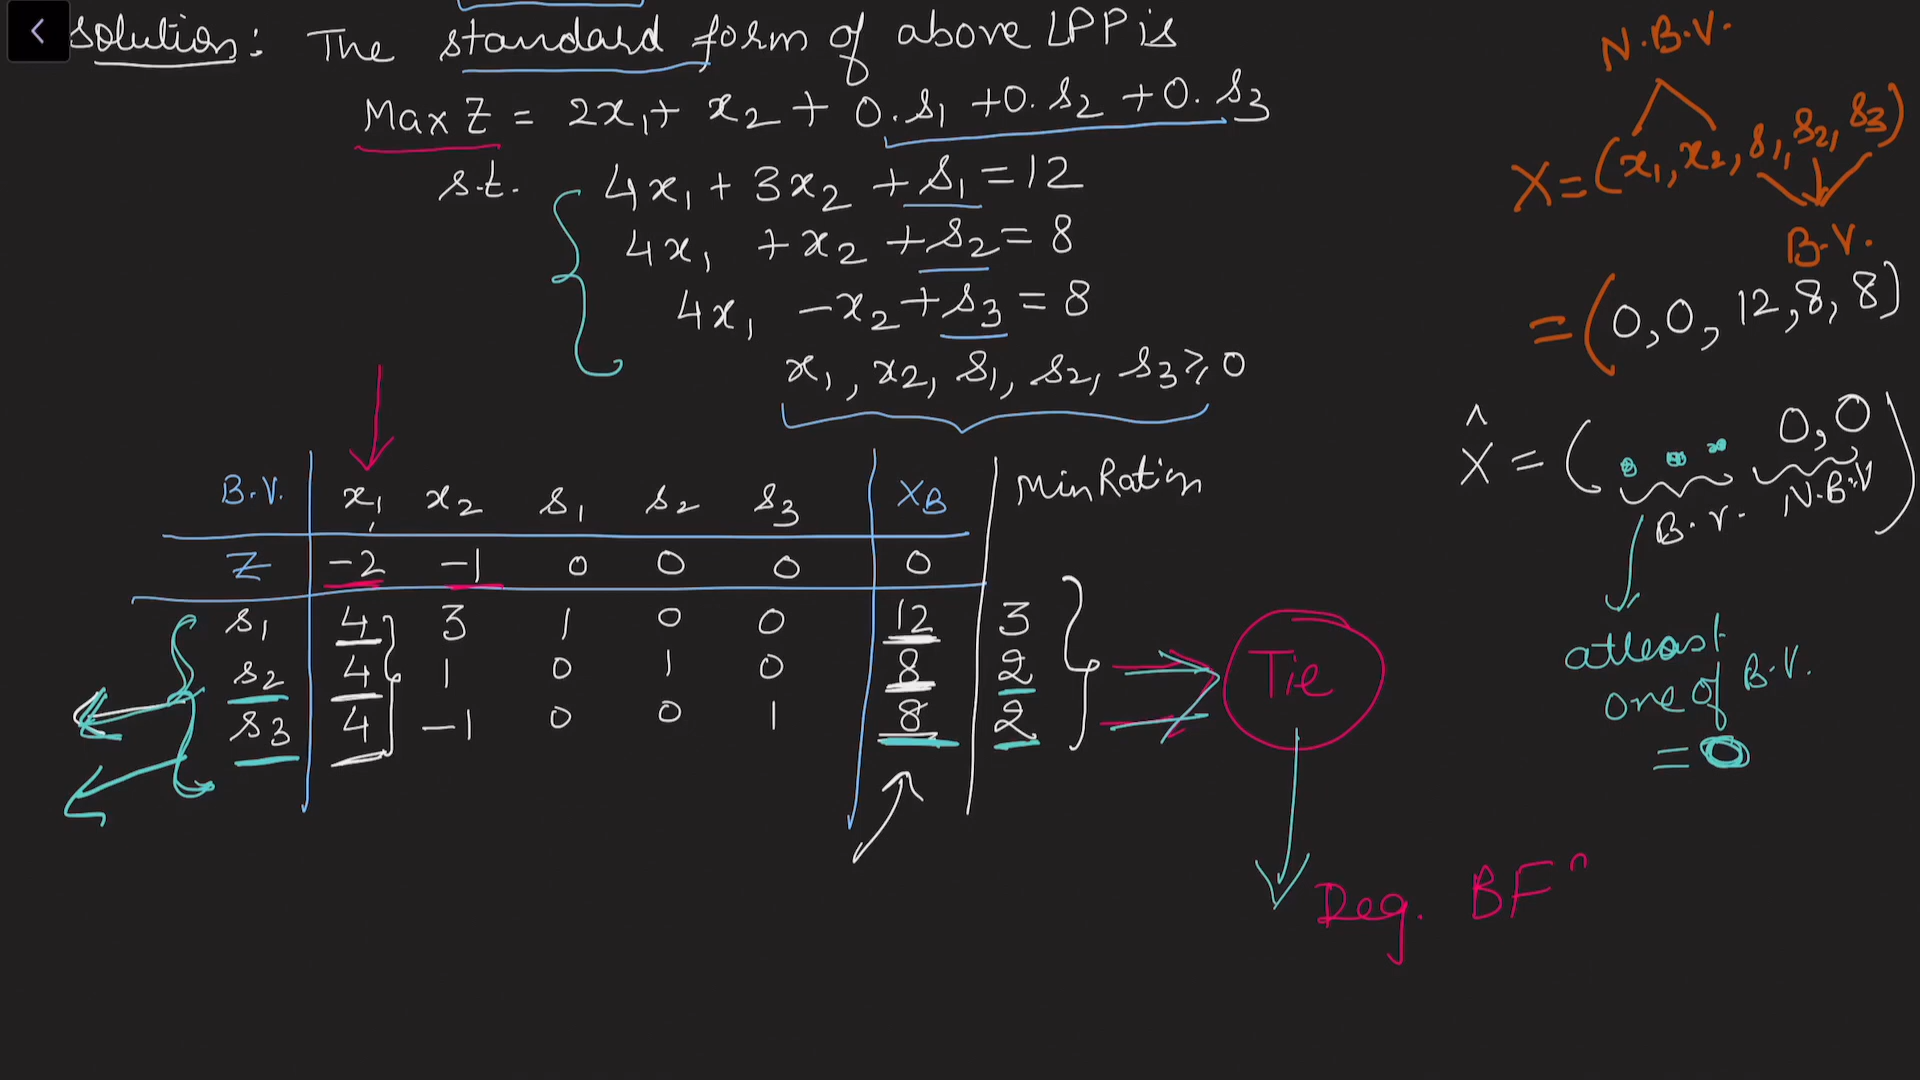 solution: The standard form of above LPP is
Max Z = 2x₁ + x₂ + 0.s₁ + 0.s₂ + 0.s₃
s.t. 4x₁ + 3x₂ + s₁ = 12
4x₁ + x₂ + s₂ = 8
4x₁ - x₂ + s₃ = 8
x₁, x₂, s₁, s₂, s₃ ≥ 0
B.V. x₁ x₂ s₁ s₂ s₃ X_B Min Ratio
Z -2 -1 0 0 0 0
s₁ 4 3 1 0 0 12 3
s₂ 4 1 0 1 0 8 2
s₃ 4 -1 0 0 1 8 2
Tie
Deg. BFⁿ
N.B.V.
X = (x₁, x₂, s₁, s₂, s₃)
B.V.
= (0, 0, 12, 8, 8)
X̂ = ( 0, 0 )
B.V. N.B.V
atleast
one of B.V.
= 0